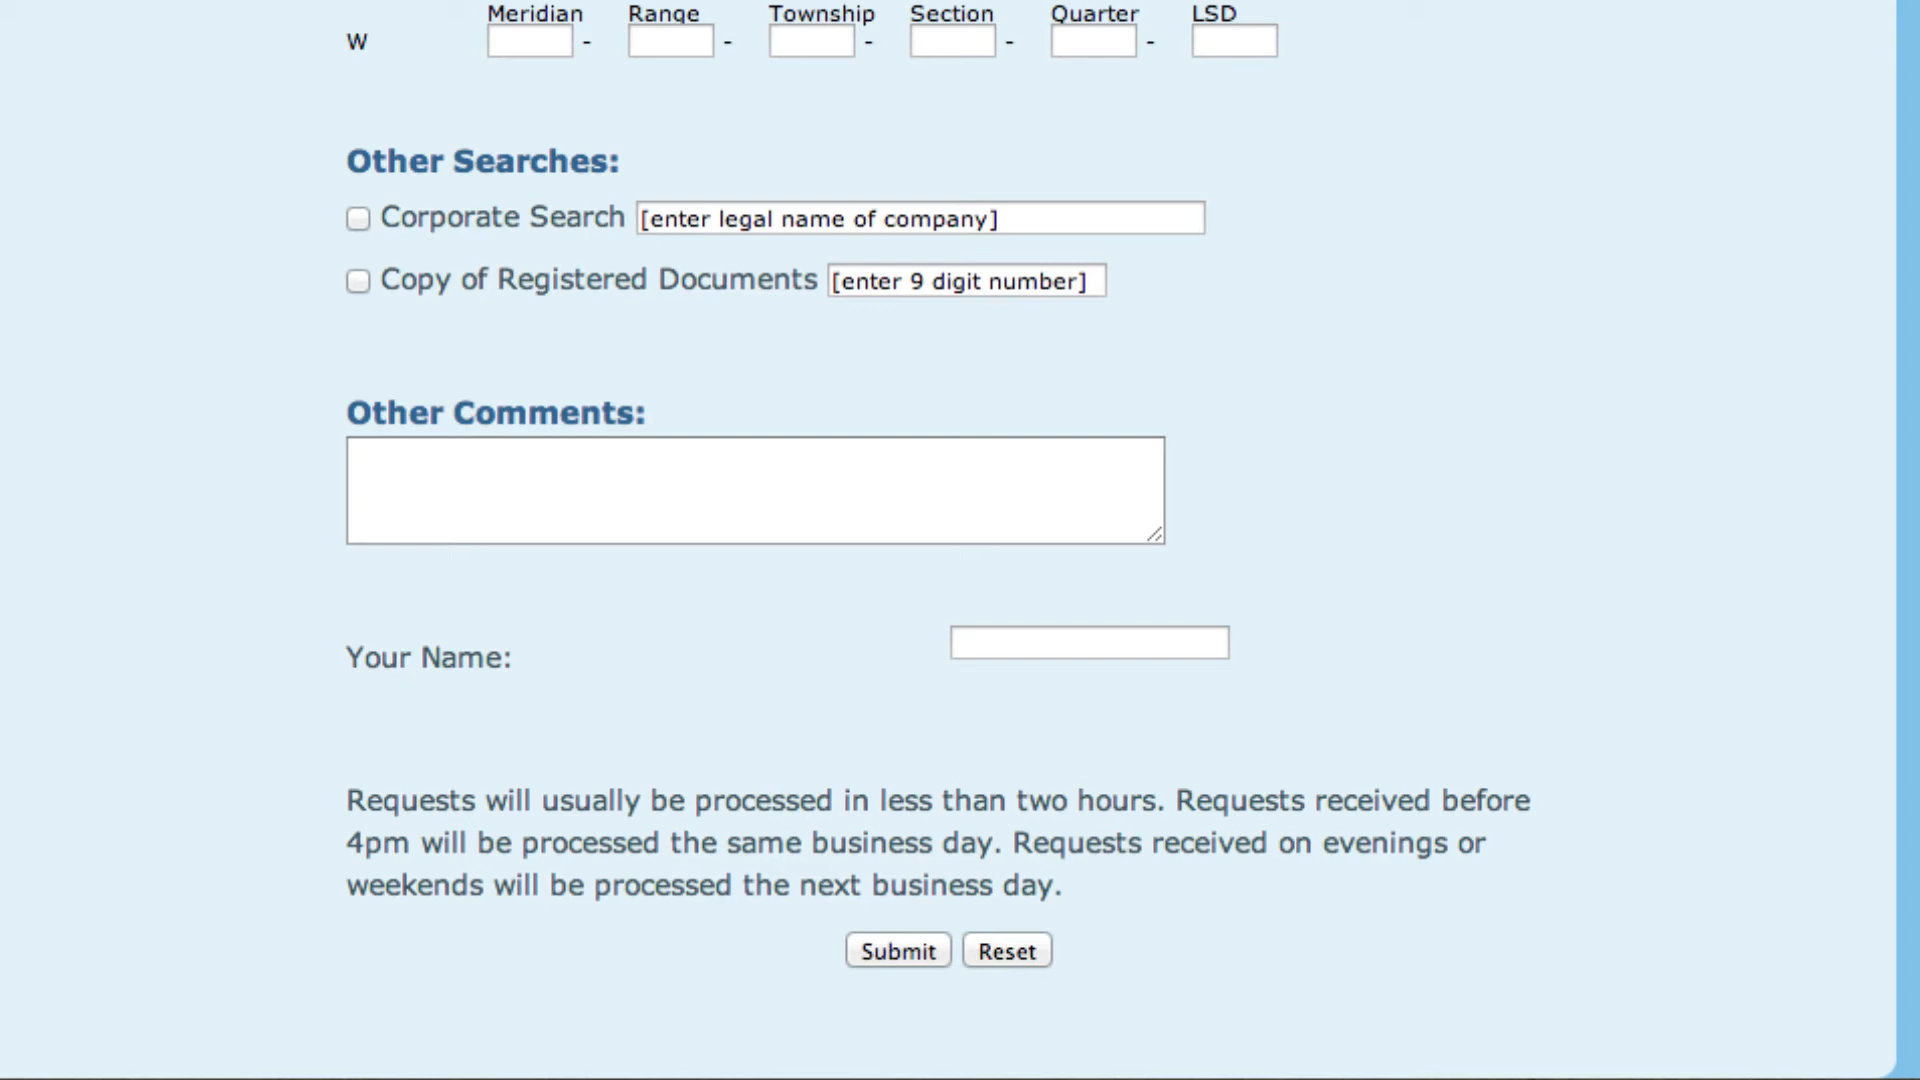 Meridian Range Township Section Quarter LSD
W - - - - -
Other Searches:
Corporate Search [enter legal name of company]
Copy of Registered Documents [enter 9 digit number]
Other Comments:
Your Name:
Requests will usually be processed in less than two hours. Requests received before
4pm will be processed the same business day. Requests received on evenings or
weekends will be processed the next business day.
Submit Reset